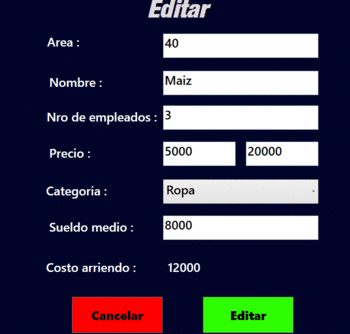 Editar
Area : 40
Nombre : Maiz
Nro de empleados : 3
Precio : 5000 20000
Categoria : Ropa
Sueldo medio : 8000
Costo arriendo : 12000
Cancelar Editar